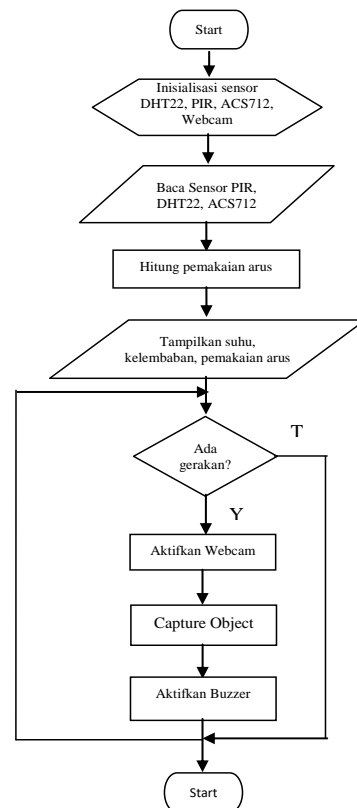 Start
Inisialisasi sensor
DHT22, PIR, ACS712,
Webcam
Baca Sensor PIR,
DHT22, ACS712
Hitung pemakaian arus
Tampilkan suhu,
kelembaban, pemakaian arus
Ada
gerakan?
T
Y
Aktifkan Webcam
Capture Object
Aktifkan Buzzer
Start